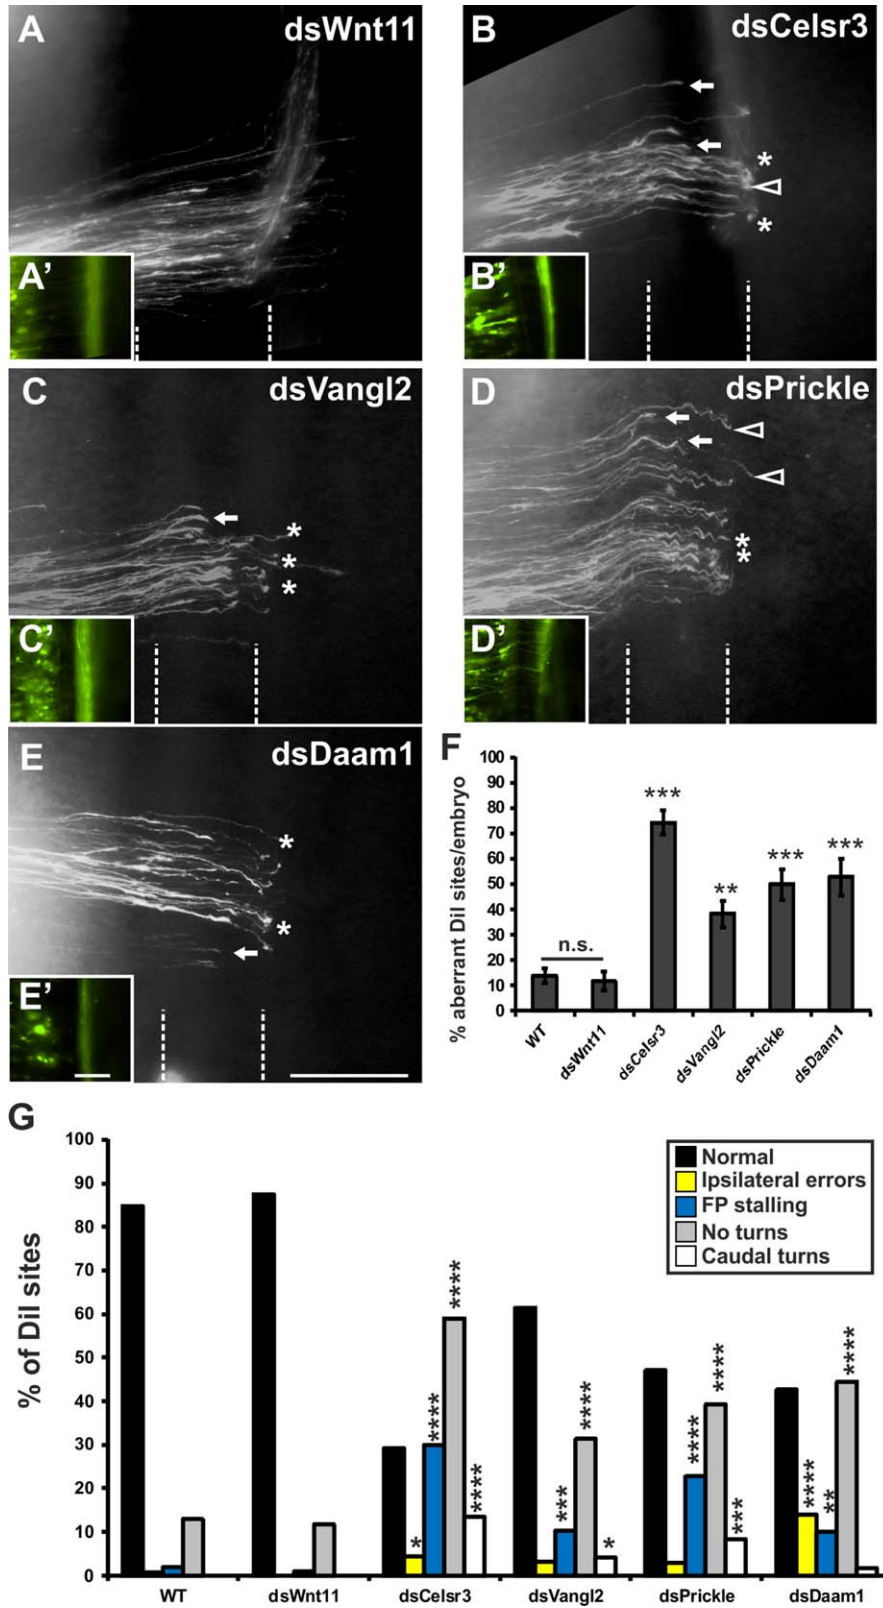 A dsWnt11
A'
B dsCelsr3
*
*
B'
C dsVangl2
*
*
*
C'
D dsPrickle
*
*
D'
E dsDaam1
*
*
E'
F
% aberrant DiI sites/embryo
100
90
80
70
60
50
40
30
20
10
0
n.s.
***
**
***
***
WT
dsWnt11
dsCelsr3
dsVangl2
dsPrickle
dsDaam1
G
% of DiI sites
100
90
80
70
60
50
40
30
20
10
0
Normal
Ipsilateral errors
FP stalling
No turns
Caudal turns
*
****
****
****
***
****
*
****
****
***
****
**
****
WT
dsWnt11
dsCelsr3
dsVangl2
dsPrickle
dsDaam1